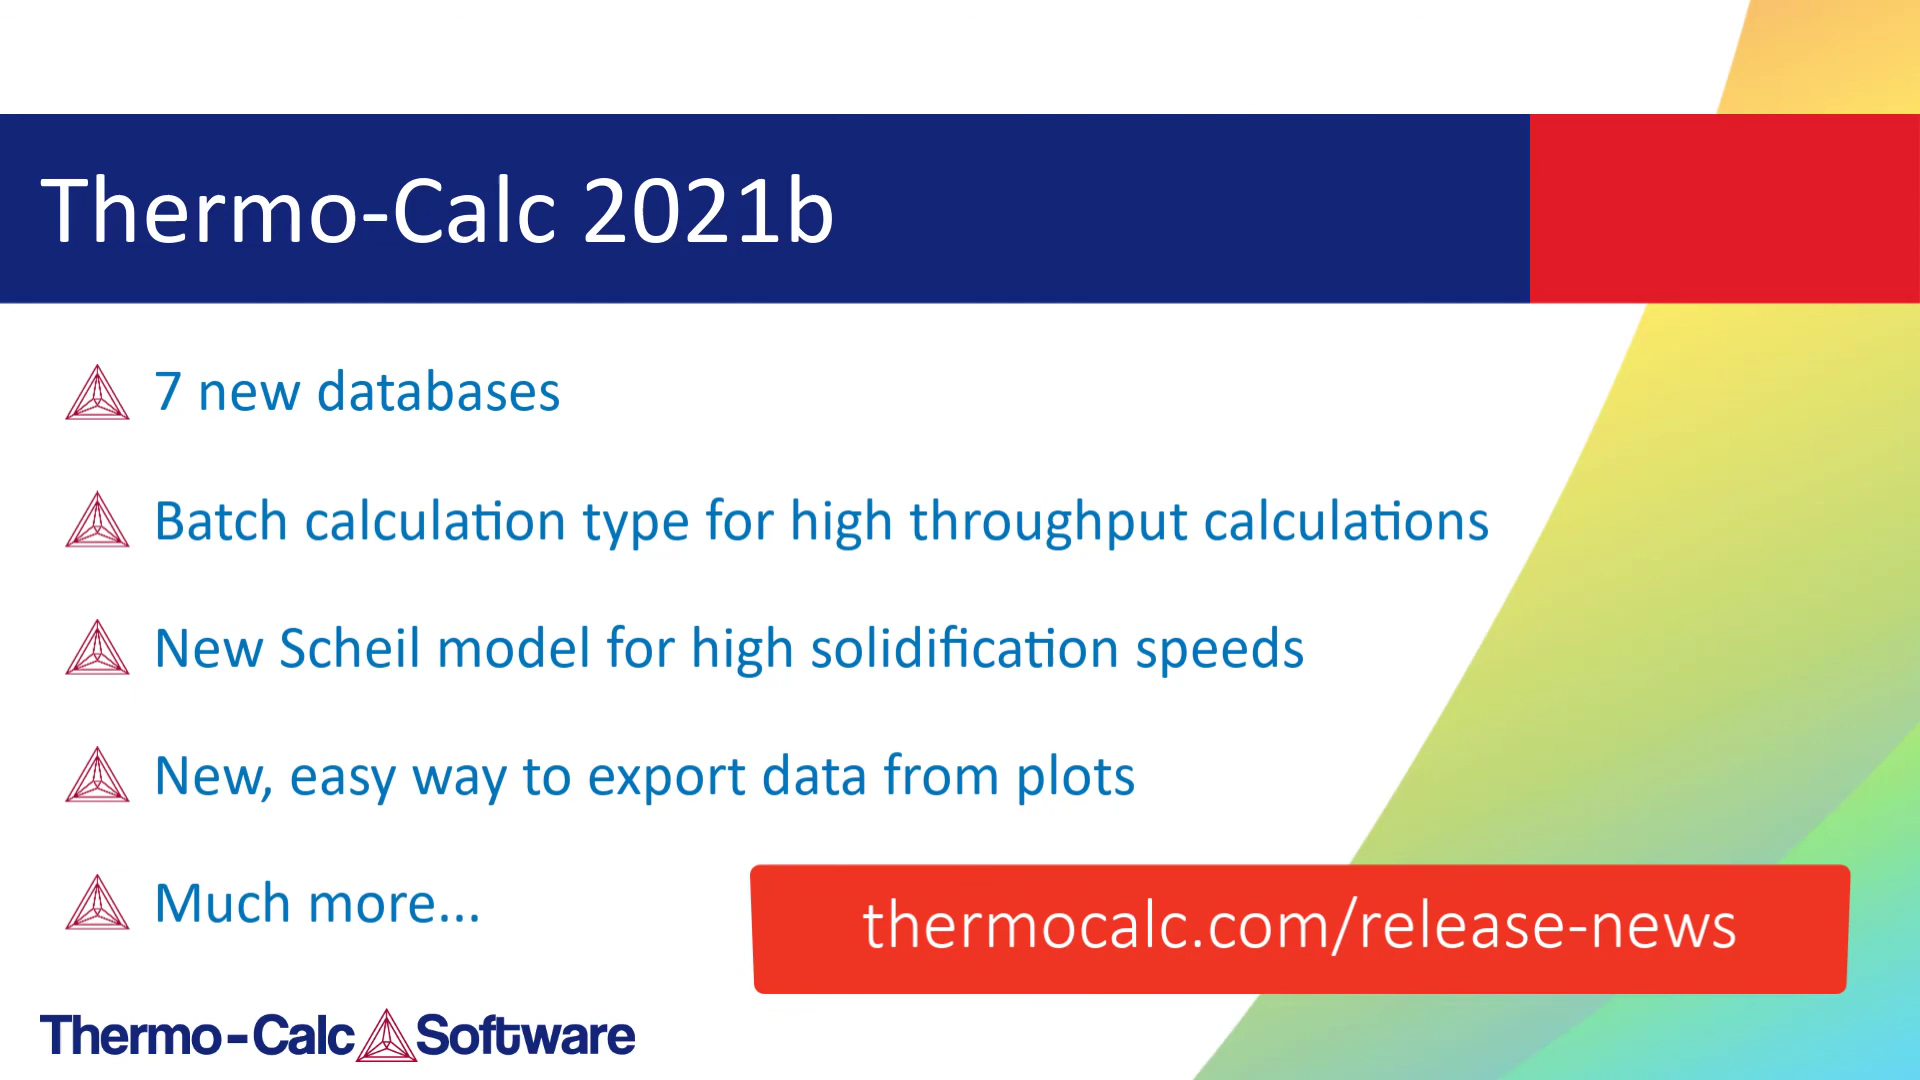 Thermo-Calc 2021b
7 new databases
Batch calculation type for high throughput calculations
New Scheil model for high solidification speeds
New, easy way to export data from plots
Much more...
thermocalc.com/release-news
Thermo-Calc Software